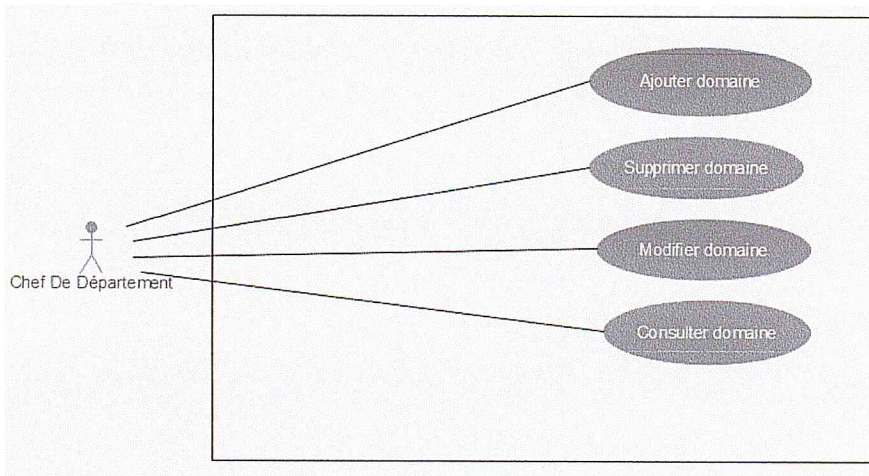 Ajouter domaine
Supprimer domaine
Modifier domaine
Chef De Département
Consulter domaine